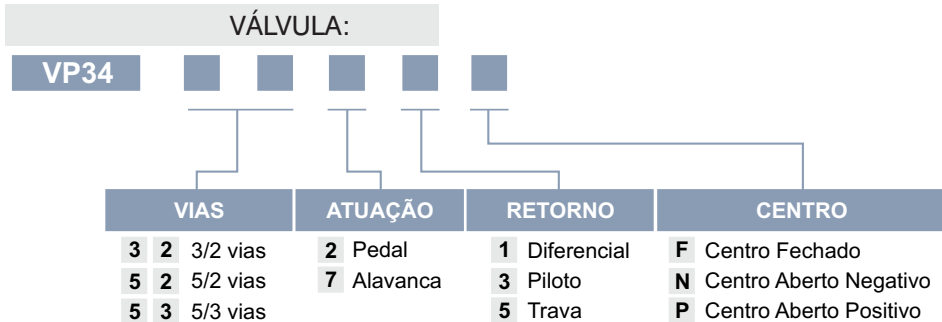 VÁLVULA:
VP34
VIAS ATUAÇÃO RETORNO CENTRO
3 2 3/2 vias 2 Pedal 1 Diferencial F Centro Fechado
5 2 5/2 vias 7 Alavanca 3 Piloto N Centro Aberto Negativo
5 3 5/3 vias 5 Trava P Centro Aberto Positivo